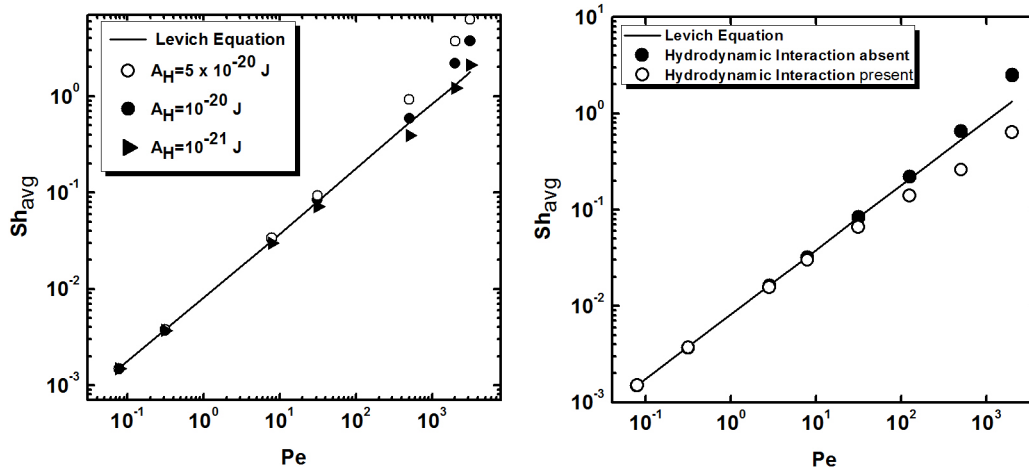 Levich Equation
A_H=5 x 10^-20 J
A_H=10^-20 J
A_H=10^-21 J
10^0
10^-1
10^-2
10^-3
Sh_avg
10^-1 10^0 10^1 10^2 10^3
Pe
Levich Equation
Hydrodynamic Interaction absent
Hydrodynamic Interaction present
10^1
10^0
10^-1
10^-2
10^-3
Sh_avg
10^-1 10^0 10^1 10^2 10^3
Pe